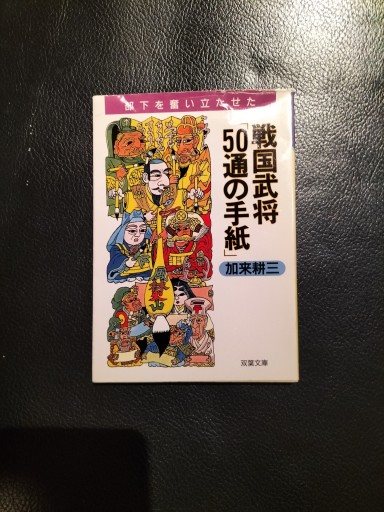 部下を奮い立たせた
戦国武将
「50通の手紙」
加来耕三
双葉文庫